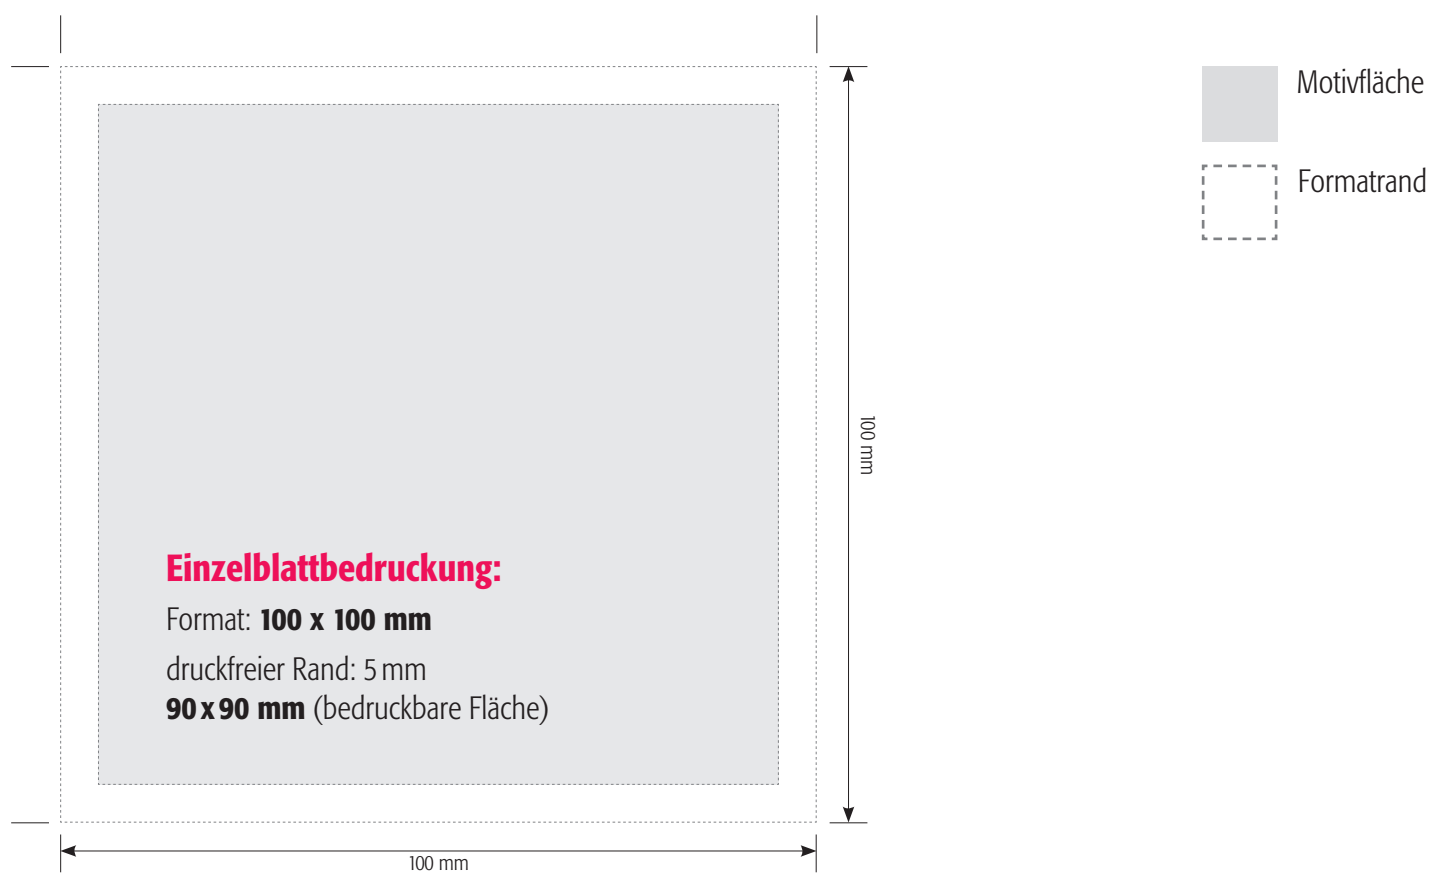 Motivfläche
Formatrand
100 mm
Einzelblattbedruckung:
Format: 100 x 100 mm
druckfreier Rand: 5 mm
90 x 90 mm (bedruckbare Fläche)
100 mm